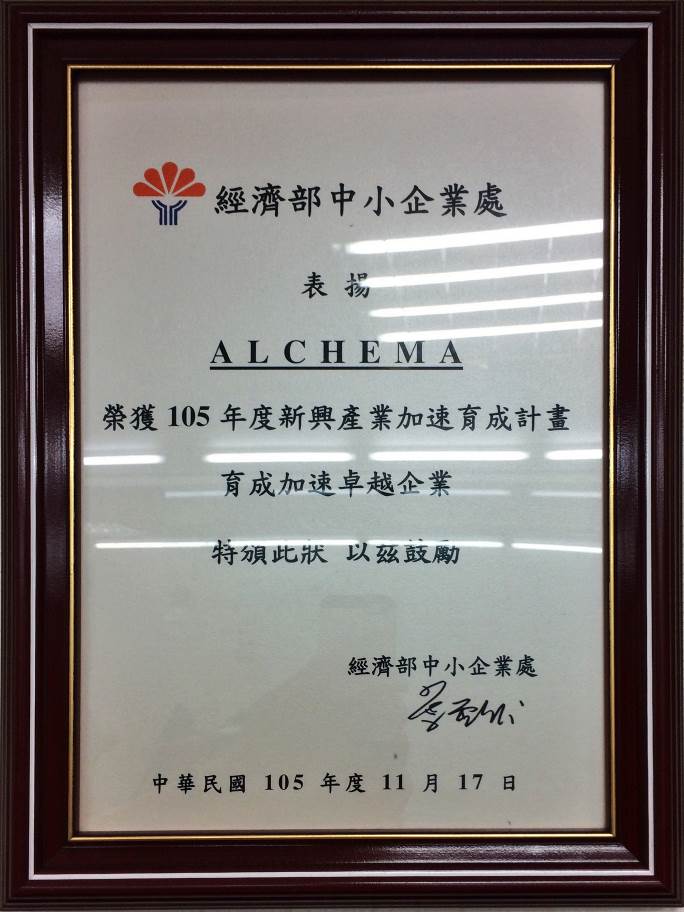 經濟部中小企業處
表揚
ALCHEMA
榮獲 105 年度新興產業加速育成計畫
育成加速卓越企業
特頒此狀 以茲鼓勵
經濟部中小企業處
中華民國 105 年度 11 月 17 日